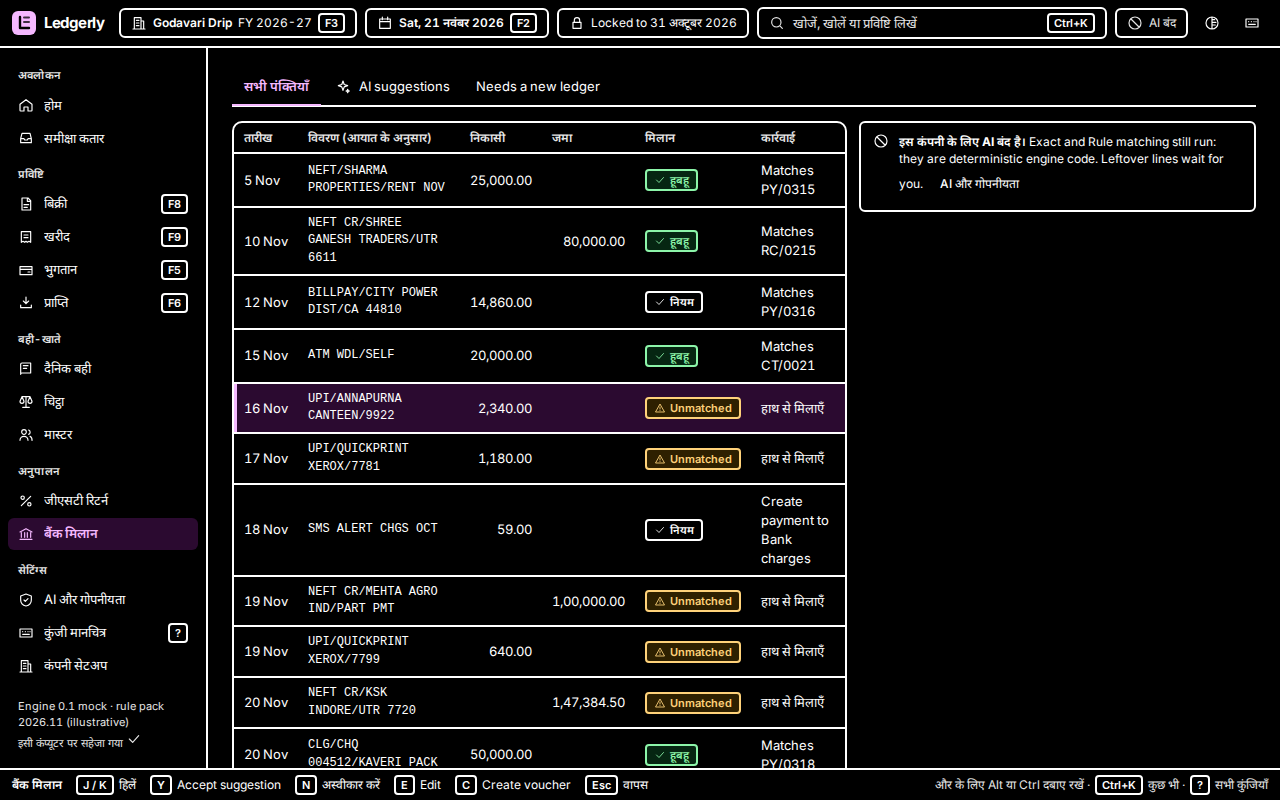 Ledgerly
Godavari Drip FY 2026-27 F3
Sat, 21 नवंबर 2026 F2
Locked to 31 अक्टूबर 2026
खोजें, खोलें या प्रविष्टि लिखें Ctrl+K
AI बंद
अवलोकन
होम
समीक्षा कतार
प्रविष्टि
बिक्री F8
खरीद F9
भुगतान F5
प्राप्ति F6
बही-खाते
दैनिक बही
चिट्ठा
मास्टर
अनुपालन
जीएसटी रिटर्न
बैंक मिलान
सेटिंग्स
AI और गोपनीयता
कुंजी मानचित्र ?
कंपनी सेटअप
Engine 0.1 mock · rule pack
2026.11 (illustrative)
इसी कंप्यूटर पर सहेजा गया
सभी पंक्तियाँ
AI suggestions
Needs a new ledger
तारीख विवरण (आयात के अनुसार) निकासी जमा मिलान कार्रवाई
5 Nov NEFT/SHARMA PROPERTIES/RENT NOV 25,000.00 हूबहू Matches PY/0315
10 Nov NEFT CR/SHREE GANESH TRADERS/UTR 6611 80,000.00 हूबहू Matches RC/0215
12 Nov BILLPAY/CITY POWER DIST/CA 44810 14,860.00 नियम Matches PY/0316
15 Nov ATM WDL/SELF 20,000.00 हूबहू Matches CT/0021
16 Nov UPI/ANNAPURNA CANTEEN/9922 2,340.00 Unmatched हाथ से मिलाएँ
17 Nov UPI/QUICKPRINT XEROX/7781 1,180.00 Unmatched हाथ से मिलाएँ
18 Nov SMS ALERT CHGS OCT 59.00 नियम Create payment to Bank charges
19 Nov NEFT CR/MEHTA AGRO IND/PART PMT 1,00,000.00 Unmatched हाथ से मिलाएँ
19 Nov UPI/QUICKPRINT XEROX/7799 640.00 Unmatched हाथ से मिलाएँ
20 Nov NEFT CR/KSK INDORE/UTR 7720 1,47,384.50 Unmatched हाथ से मिलाएँ
20 Nov CLG/CHQ 004512/KAVERI PACK 50,000.00 हूबहू Matches PY/0318
इस कंपनी के लिए AI बंद है। Exact and Rule matching still run:
they are deterministic engine code. Leftover lines wait for
you. AI और गोपनीयता
बैंक मिलान J / K हिलें Y Accept suggestion N अस्वीकार करें E Edit C Create voucher Esc वापस
और के लिए Alt या Ctrl दबाए रखें · Ctrl+K कुछ भी · ? सभी कुंजियाँ